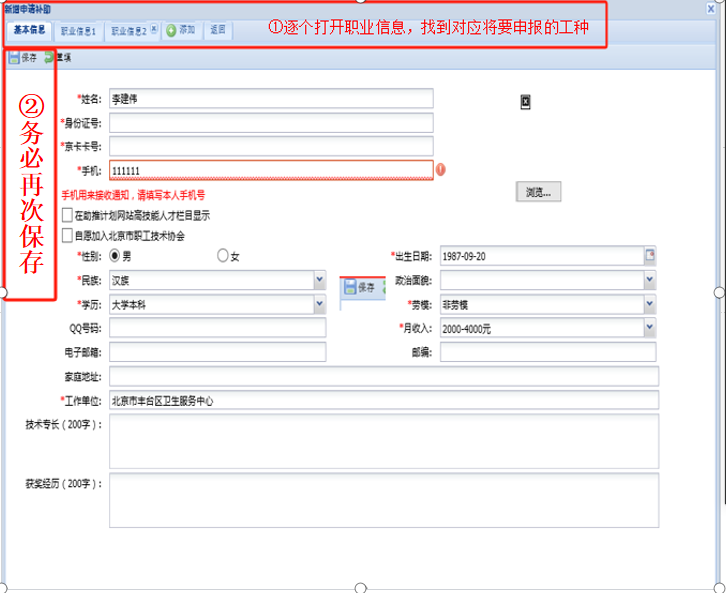 新增申请补助
基本信息 职业信息1 职业信息2 添加 返回
①逐个打开职业信息，找到对应将要申报的工种
保存 重填
②务必再次保存
*姓名: 李建伟
*身份证号:
*京卡卡号:
*手机: 111111
手机用来接收通知，请填写本人手机号
浏览...
在助推计划网站高技能人才栏目显示
自愿加入北京市职工技术协会
*性别: 男 女 *出生日期: 1987-09-20
*民族: 汉族 保存 政治面貌:
*学历: 大学本科 *劳模: 非劳模
QQ号码: *月收入: 2000-4000元
电子邮箱: 邮编:
家庭地址:
*工作单位: 北京市丰台区卫生服务中心
技术专长（200字）:
获奖经历（200字）: